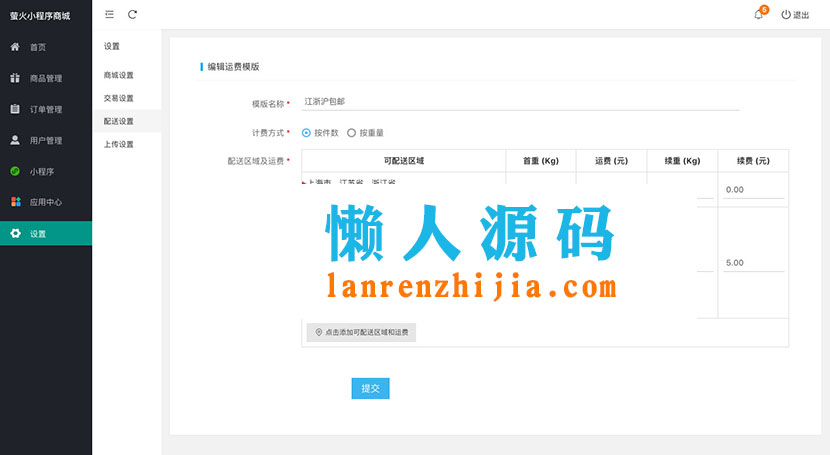 萤火小程序商城
5
退出
首页
商品管理
订单管理
用户管理
小程序
应用中心
设置
设置
商城设置
交易设置
配送设置
上传设置
编辑运费模版
模版名称 *
江浙沪包邮
计费方式 *
按件数
按重量
配送区域及运费 *
可配送区域
首重 (Kg)
运费 (元)
续重 (Kg)
续费 (元)
上海市、江苏省、浙江省
0.00
5.00
懒人源码
lanrenzhijia.com
点击添加可配送区域和运费
提交